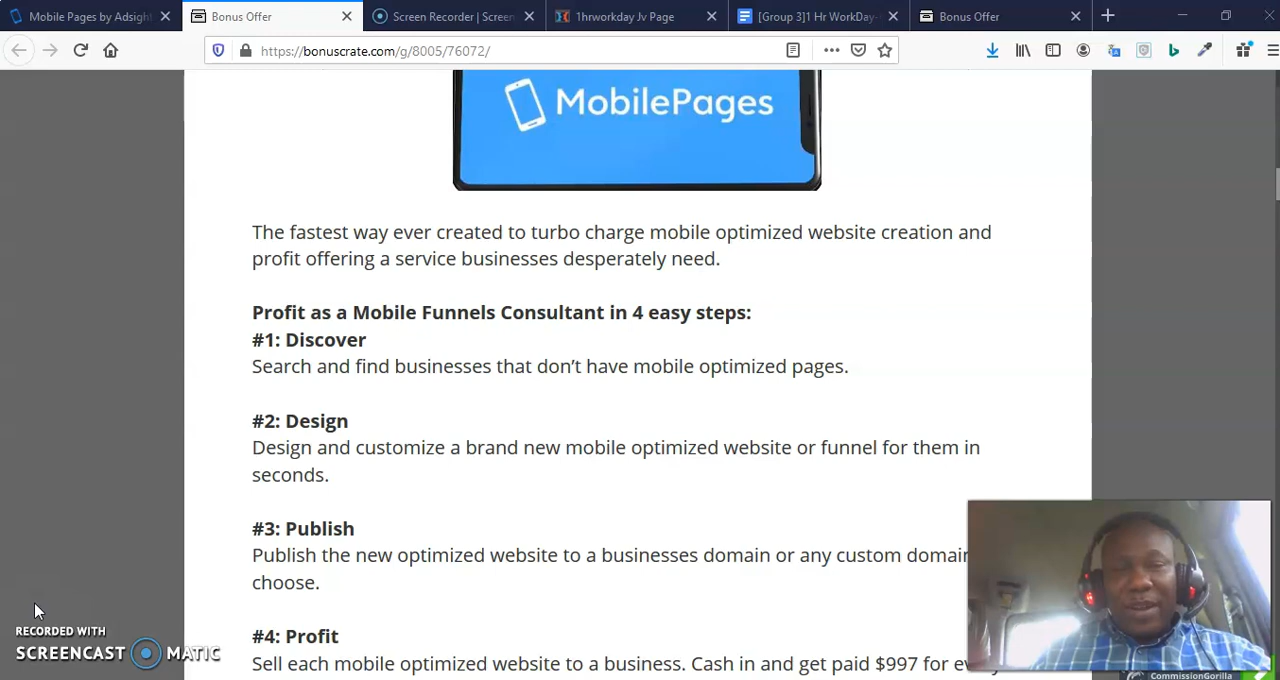 Mobile Pages by Adsight
Bonus Offer
Screen Recorder | Screen
1hrworkday Jv Page
[Group 3]1 Hr WorkDay-
Bonus Offer
https://bonuscrate.com/g/8005/76072/
MobilePages
The fastest way ever created to turbo charge mobile optimized website creation and
profit offering a service businesses desperately need.
Profit as a Mobile Funnels Consultant in 4 easy steps:
#1: Discover
Search and find businesses that don’t have mobile optimized pages.
#2: Design
Design and customize a brand new mobile optimized website or funnel for them in
seconds.
#3: Publish
Publish the new optimized website to a businesses domain or any custom domain
choose.
#4: Profit
Sell each mobile optimized website to a business. Cash in and get paid $997 for
RECORDED WITH
SCREENCAST MATIC
CommissionGorilla